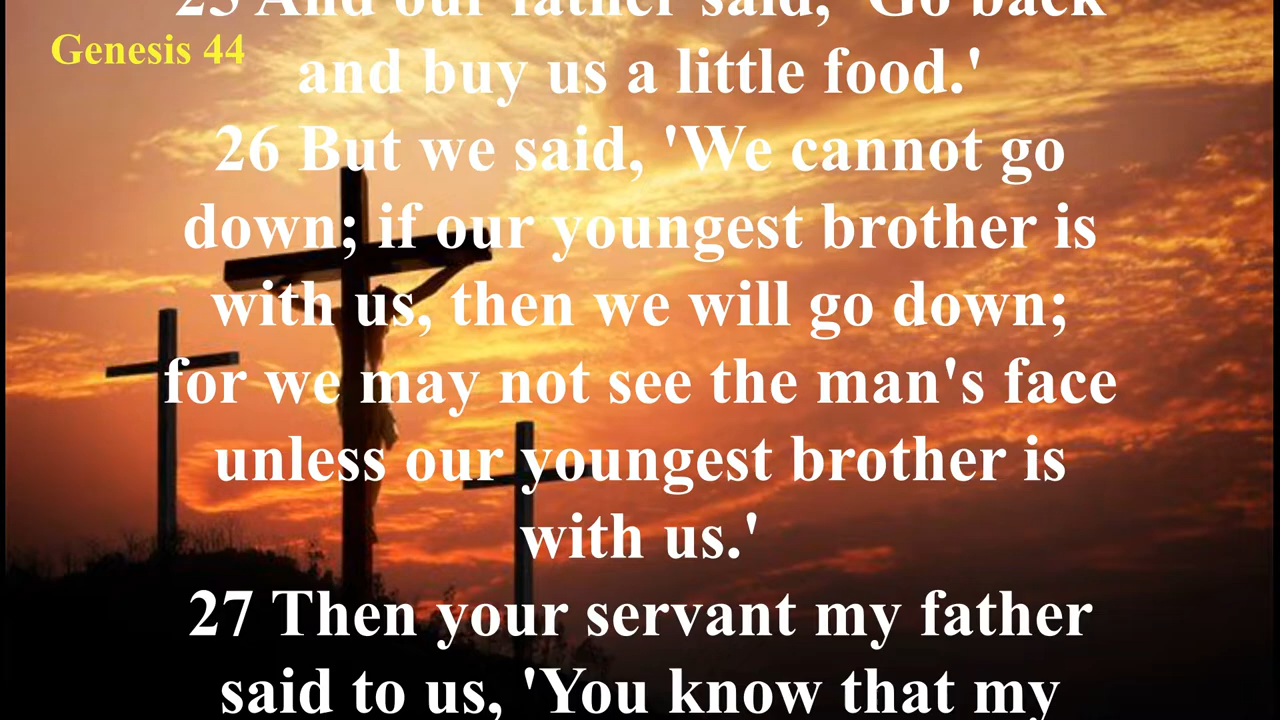 25 And our father said, 'Go back
Genesis 44
and buy us a little food.'
26 But we said, 'We cannot go
down; if our youngest brother is
with us, then we will go down;
for we may not see the man's face
unless our youngest brother is
with us.'
27 Then your servant my father
said to us, 'You know that my